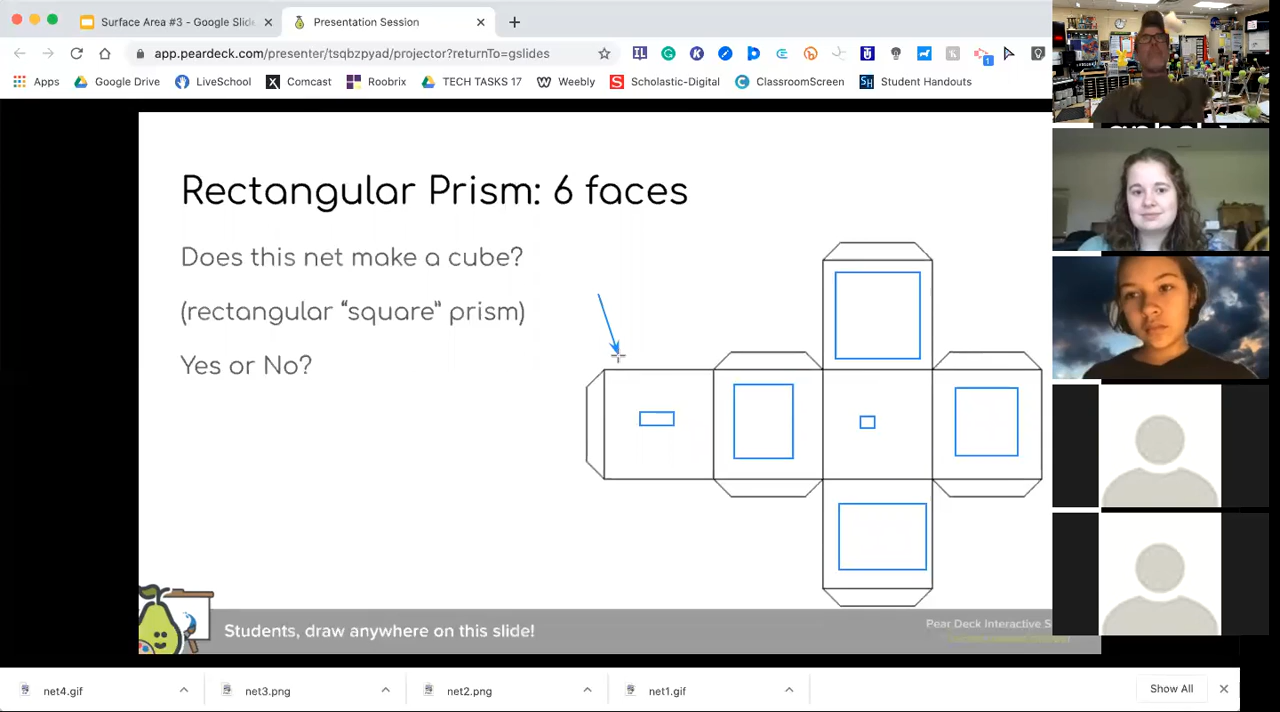 Surface Area #3 - Google Slide
Presentation Session
app.peardeck.com/presenter/tsqbzpyad/projector?returnTo=gslides
Apps
Google Drive
LiveSchool
Comcast
Roprix
TECH TASKS 17
Weebly
Scholastic-Digital
ClassroomScreen
Student Handouts
Rectangular Prism: 6 faces
Does this net make a cube?
(rectangular “square” prism)
Yes or No?
Students, draw anywhere on this slide!
Pear Deck Interactive S
net4.gif
net3.png
net2.png
net1.gif
Show All